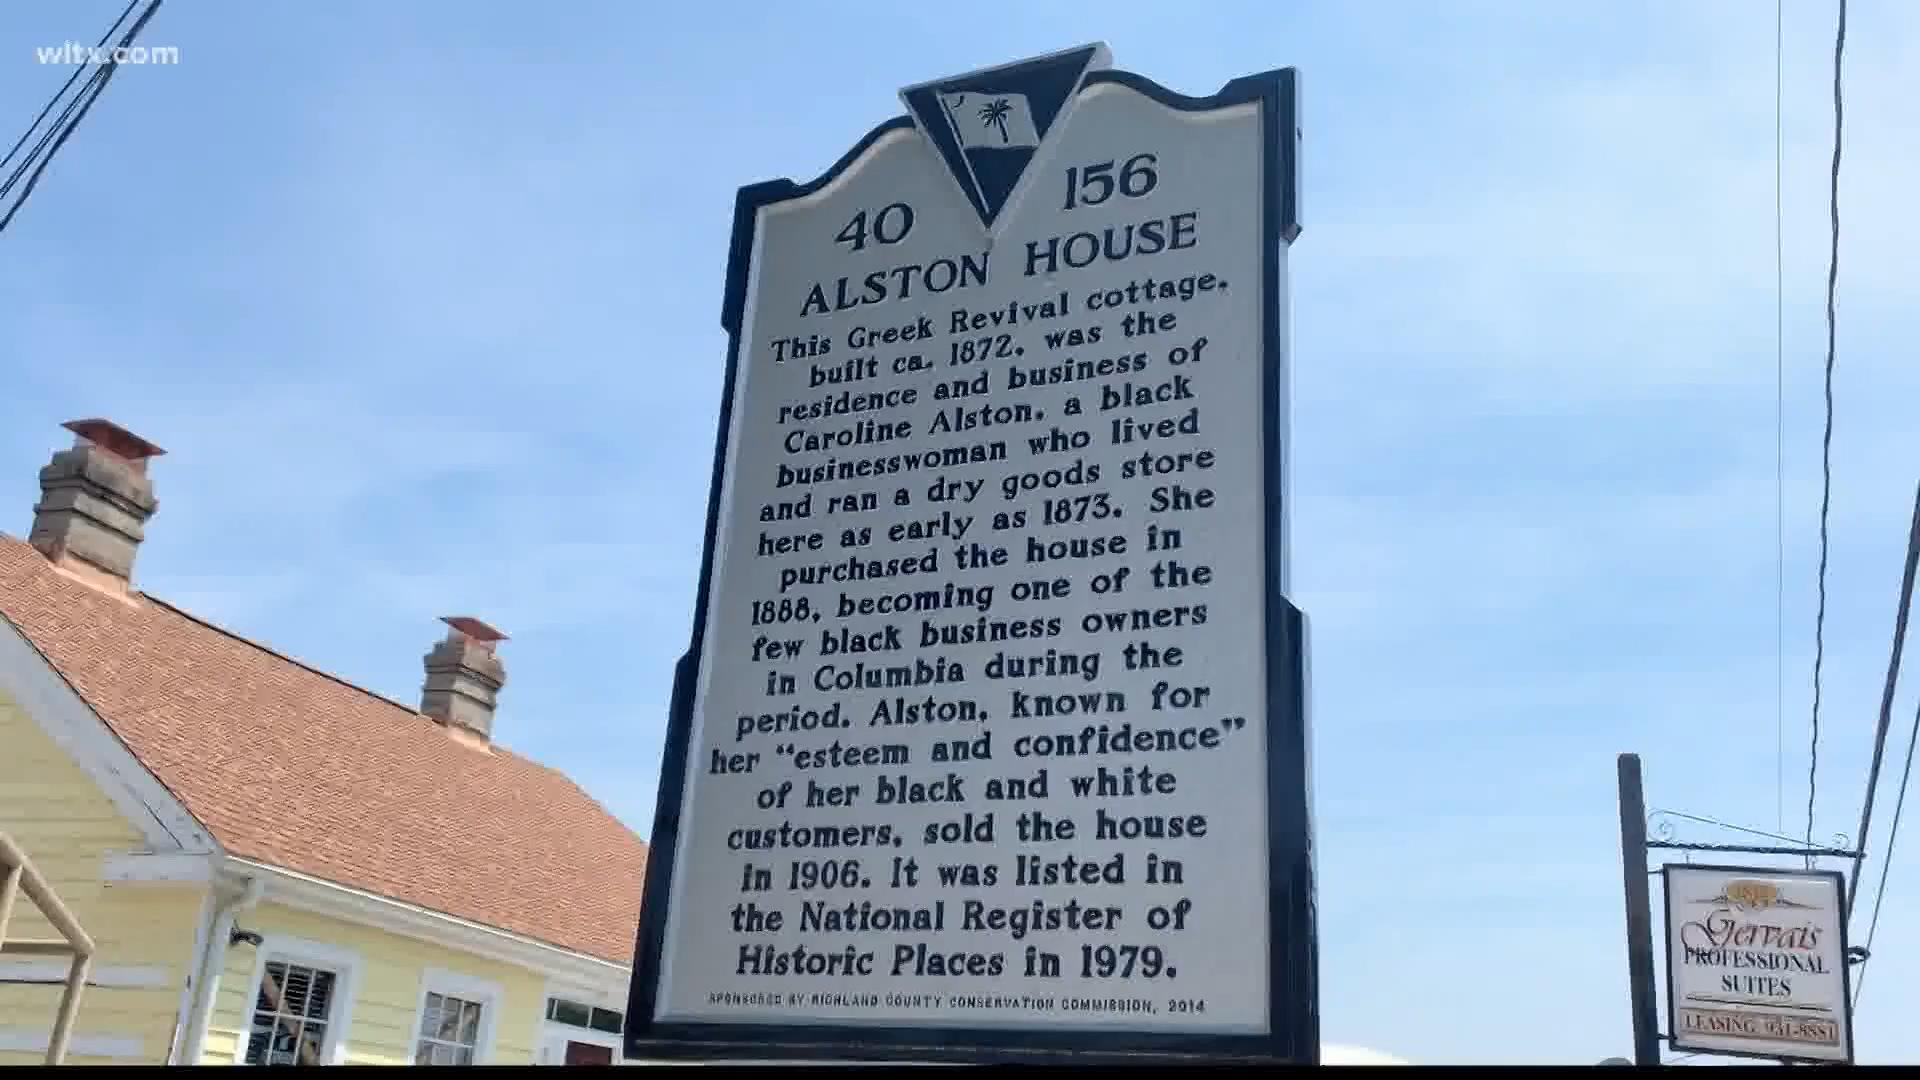 wltx.com
40 156
ALSTON HOUSE
This Greek Revival cottage,
built ca. 1872, was the
residence and business of
Caroline Alston, a black
businesswoman who lived
and ran a dry goods store
here as early as 1873. She
purchased the house in
1888, becoming one of the
few black business owners
in Columbia during the
period. Alston, known for
her “esteem and confidence”
of her black and white
customers, sold the house
in 1906. It was listed in
the National Register of
Historic Places in 1979.
SPONSORED BY RICHLAND COUNTY CONSERVATION COMMISSION, 2014
Gervais
PROFESSIONAL
SUITES
LEASING 931-8881